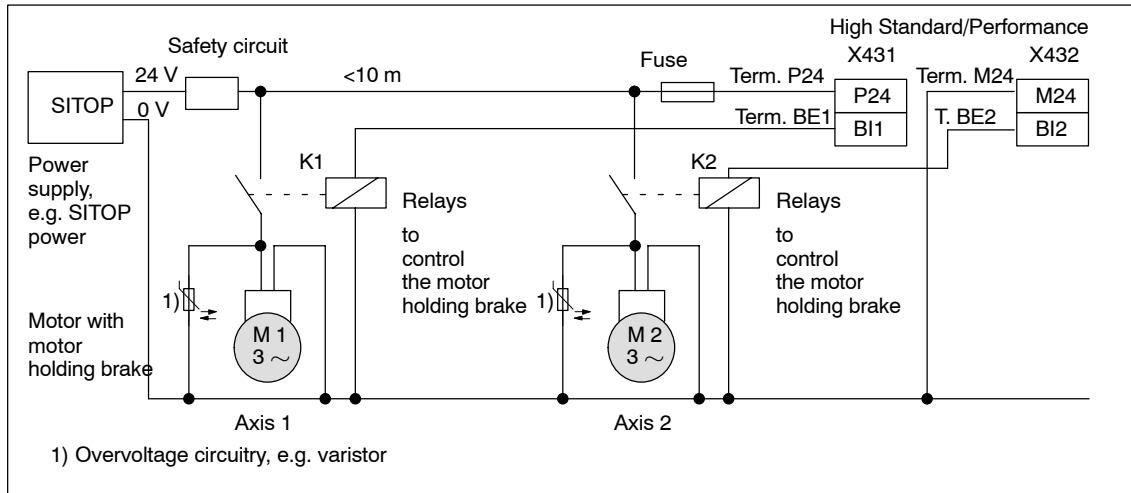 High Standard/Performance
Safety circuit
X431
X432
24 V
<10 m
Fuse
Term. P24
Term. M24
SITOP
P24
M24
0 V
Term. BE1
T. BE2
BI1
BI2
Power
supply,
e.g. SITOP
power
K1
K2
Relays
to
control
the motor
holding brake
Relays
to
control
the motor
holding brake
1)
1)
Motor with
motor
holding brake
M 1
3 ~
M 2
3 ~
Axis 1
Axis 2
1) Overvoltage circuitry, e.g. varistor